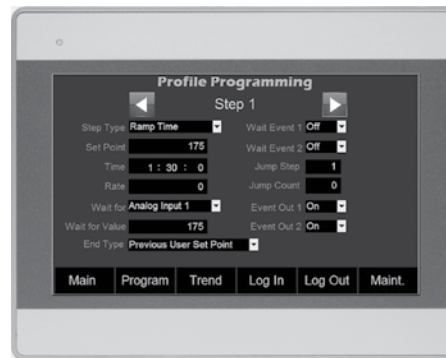 Profile Programming
Step 1
Step Type Ramp Time Wait Event 1 Off
Set Point 175 Wait Event 2 Off
Time 1 : 30 : 0 Jump Step 1
Rate 0 Jump Count 0
Wait for Analog Input 1 Event Out 1 On
Wait for Value 175 Event Out 2 On
End Type Previous User Set Point
Main Program Trend Log In Log Out Maint.